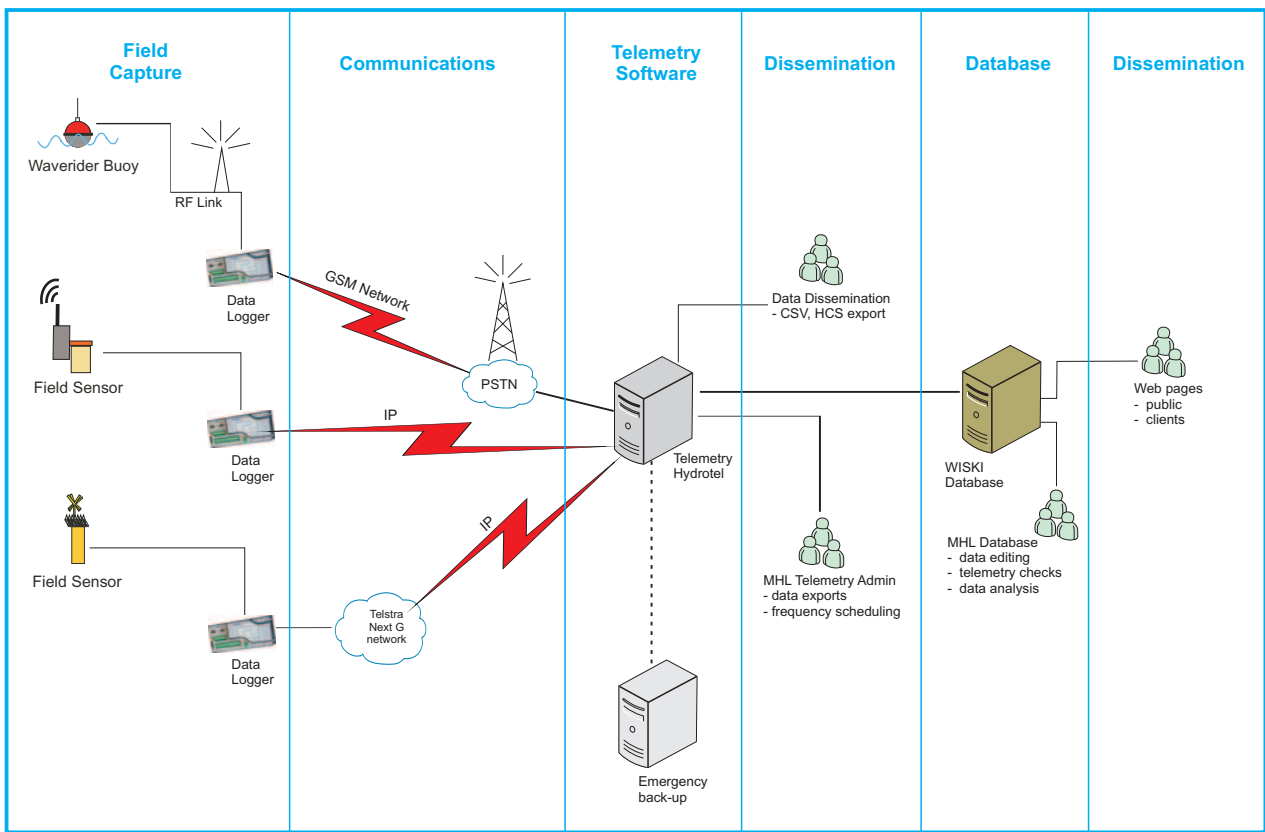 Field
Capture
Communications
Telemetry
Software
Dissemination
Database
Dissemination
Waverider Buoy
RF Link
Data
Logger
GSM Network
PSTN
Data Dissemination
- CSV, HCS export
Field Sensor
Data
Logger
IP
Telemetry
Hydrotel
WISKI
Database
Web pages
- public
- clients
Field Sensor
Data
Logger
Telstra
Next G
network
IP
MHL Telemetry Admin
- data exports
- frequency scheduling
MHL Database
- data editing
- telemetry checks
- data analysis
Emergency
back-up